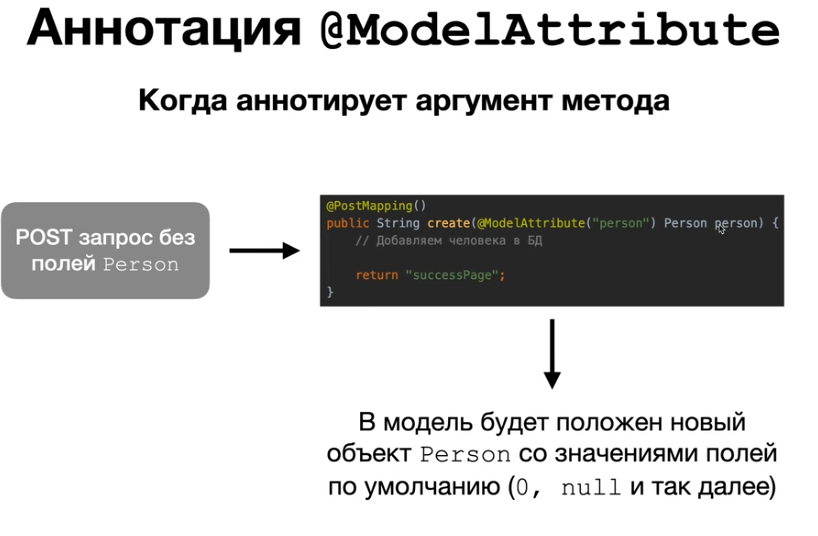 Аннотация @ModelAttribute
Когда аннотирует аргумент метода
POST запрос без
полей Person
@PostMapping()
public String create(@ModelAttribute("person") Person person) {
// Добавляем человека в БД
return "successPage";
}
В модель будет положен новый
объект Person со значениями полей
по умолчанию (0, null и так далее)